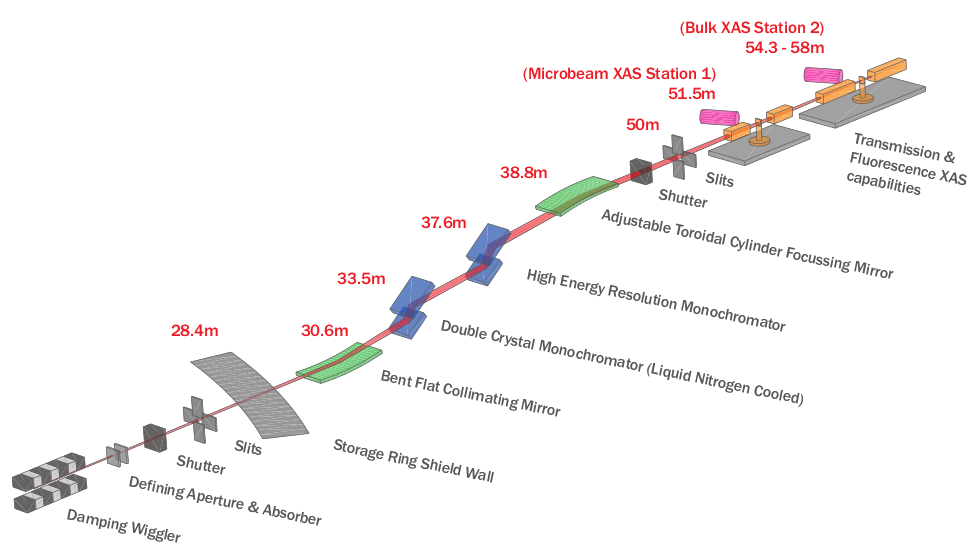 (Bulk XAS Station 2)
54.3 - 58m
(Microbeam XAS Station 1)
51.5m
50m
38.8m
37.6m
33.5m
30.6m
28.4m
Transmission &
Fluorescence XAS
capabilities
Slits
Shutter
Adjustable Toroidal Cylinder Focussing Mirror
High Energy Resolution Monochromator
Double Crystal Monochromator (Liquid Nitrogen Cooled)
Bent Flat Collimating Mirror
Storage Ring Shield Wall
Slits
Shutter
Defining Aperture & Absorber
Damping Wiggler